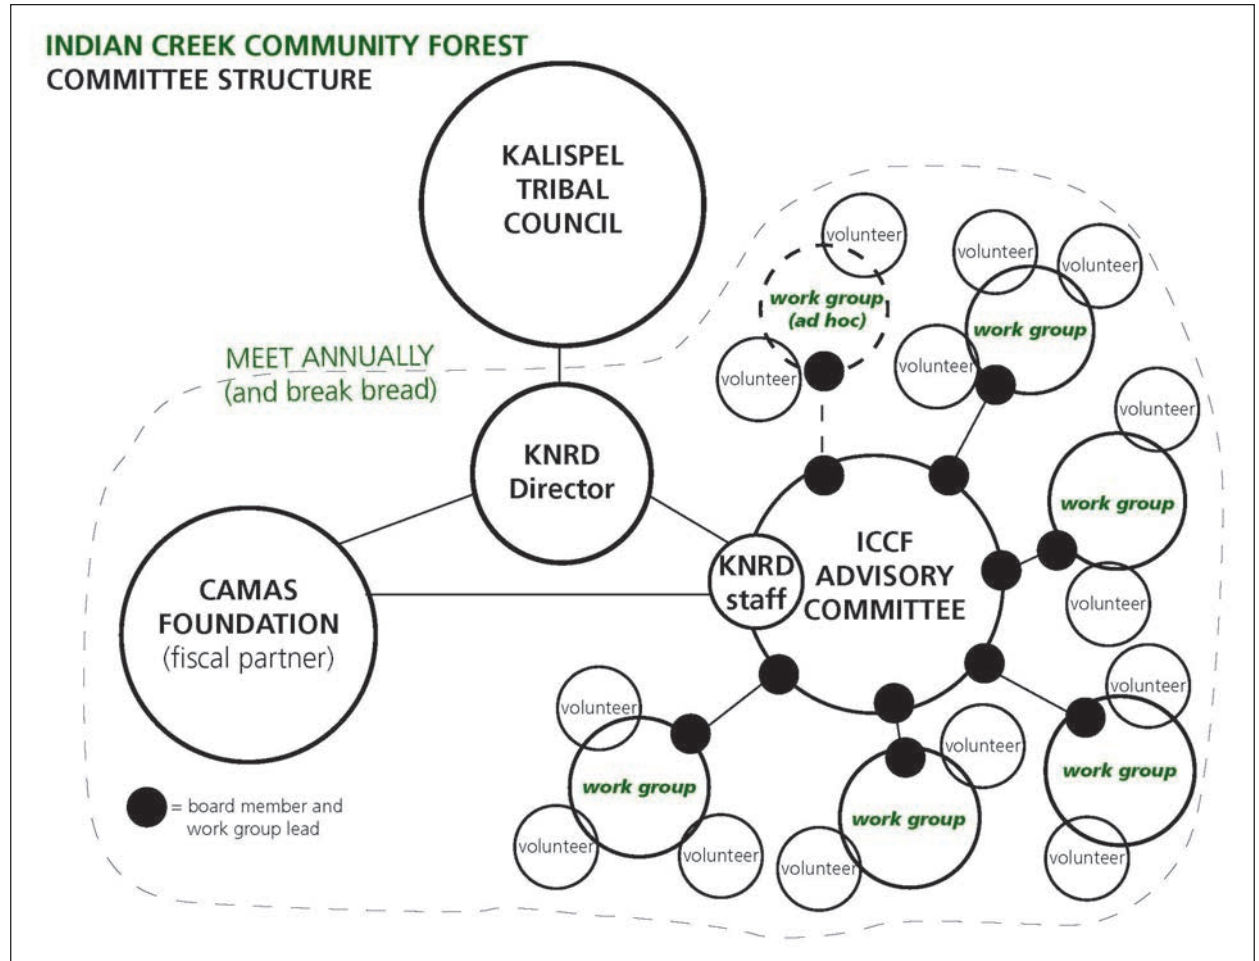 INDIAN CREEK COMMUNITY FOREST
COMMITTEE STRUCTURE
KALISPEL
TRIBAL
COUNCIL
MEET ANNUALLY
(and break bread)
KNRD
Director
CAMAS
FOUNDATION
(fiscal partner)
KNRD
staff
ICCF
ADVISORY
COMMITTEE
volunteer
work group
(ad hoc)
volunteer
volunteer
volunteer
work group
volunteer
volunteer
work group
volunteer
volunteer
work group
volunteer
volunteer
work group
volunteer
volunteer
work group
volunteer
volunteer
= board member and
work group lead